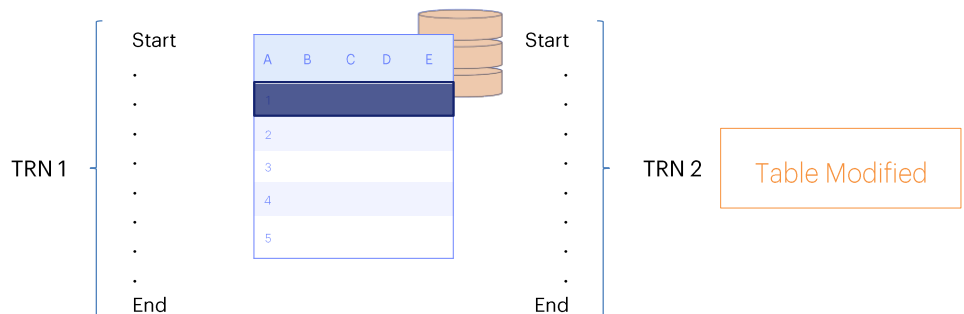 TRN 1
Start
.
.
.
.
.
.
.
.
End
A B C D E
1
2
3
4
5
Start
.
.
.
.
.
.
.
.
End
TRN 2
Table Modified